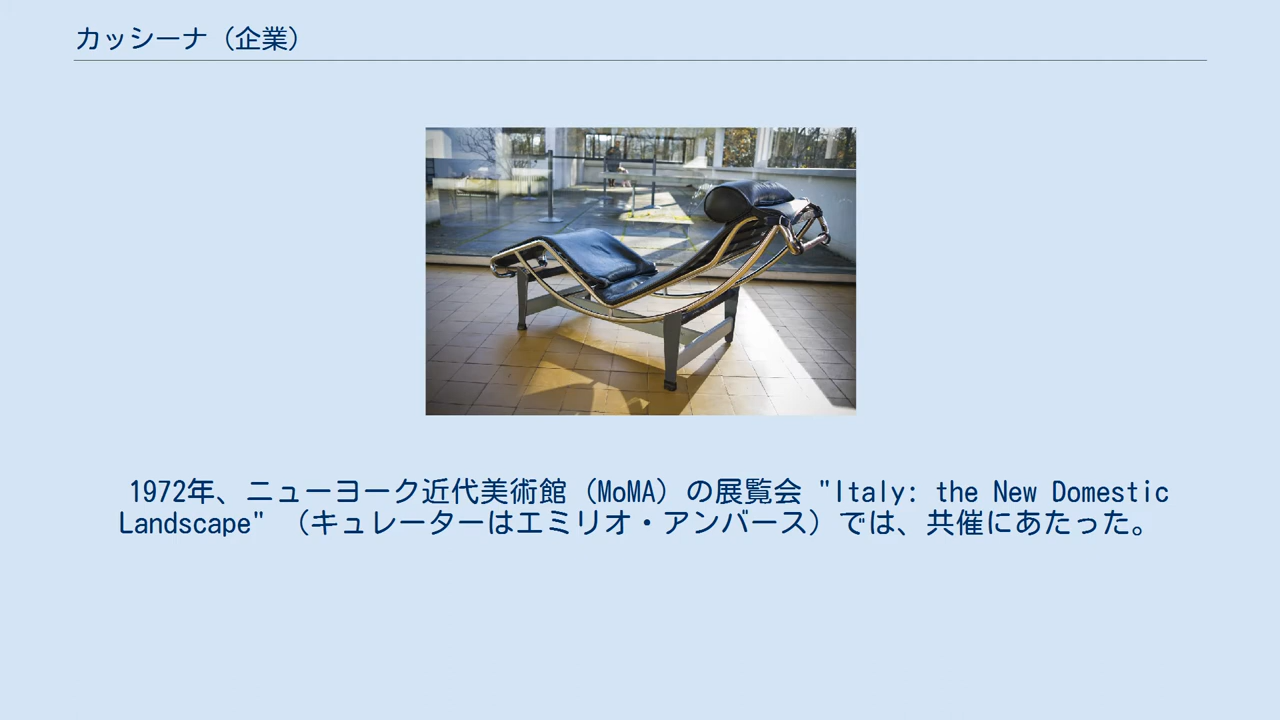 カッシーナ（企業）
1972年、ニューヨーク近代美術館（MoMA）の展覧会 "Italy: the New Domestic
Landscape" （キュレーターはエミリオ・アンバース）では、共催にあたった。